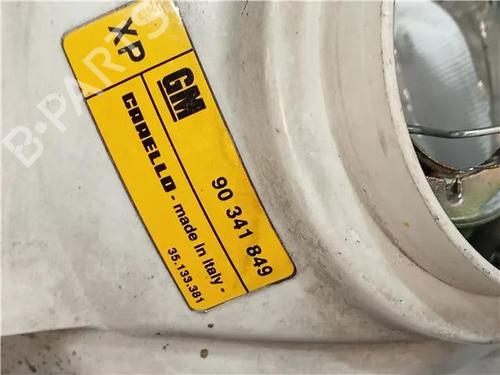 XP
GM
90 341 849
CARELLO - made in Italy -
35.133.381
B-PARTS